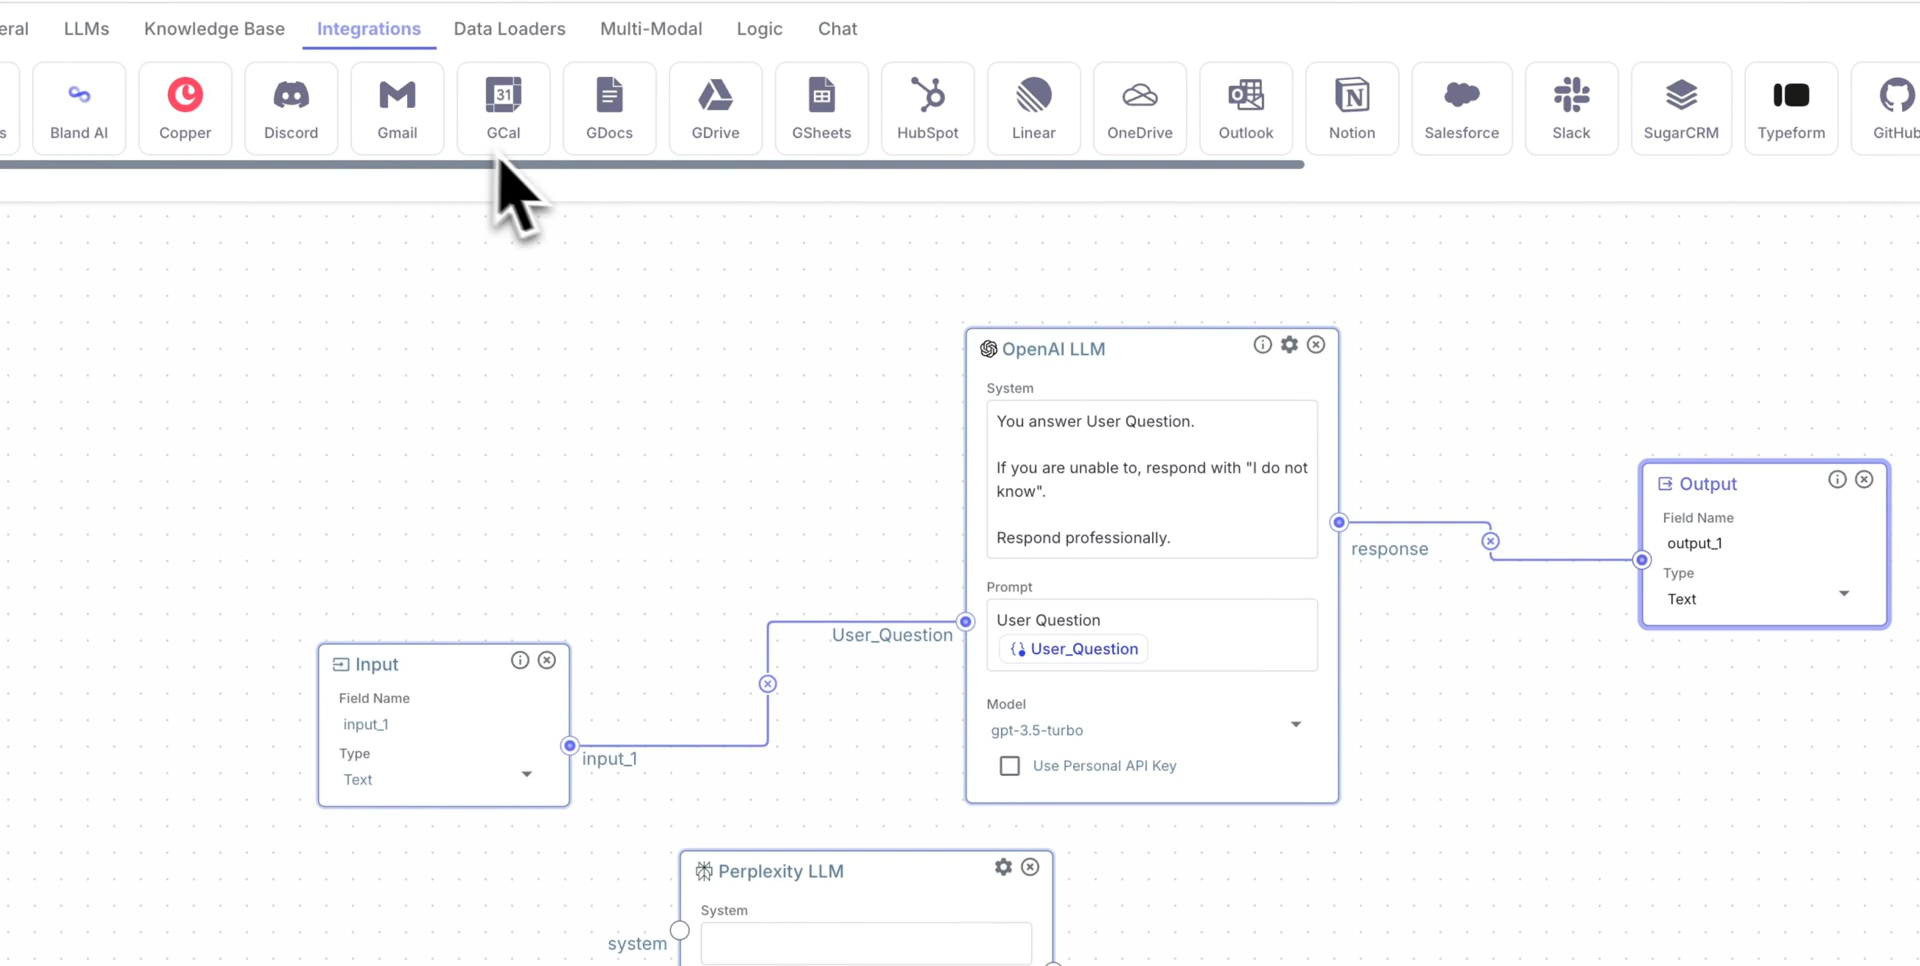 eral LLMs Knowledge Base Integrations Data Loaders Multi-Modal Logic Chat
s Bland AI Copper Discord Gmail 31 GCal GDocs GDrive GSheets HubSpot Linear OneDrive Outlook Notion Salesforce Slack SugarCRM Typeform GitHub
OpenAI LLM
System
You answer User Question.
If you are unable to, respond with "I do not
know".
Respond professionally.
Prompt
User Question
User_Question
Model
gpt-3.5-turbo
Use Personal API Key
response
Output
Field Name
output_1
Type
Text
User_Question
Input
Field Name
input_1
Type
Text
input_1
Perplexity LLM
System
system